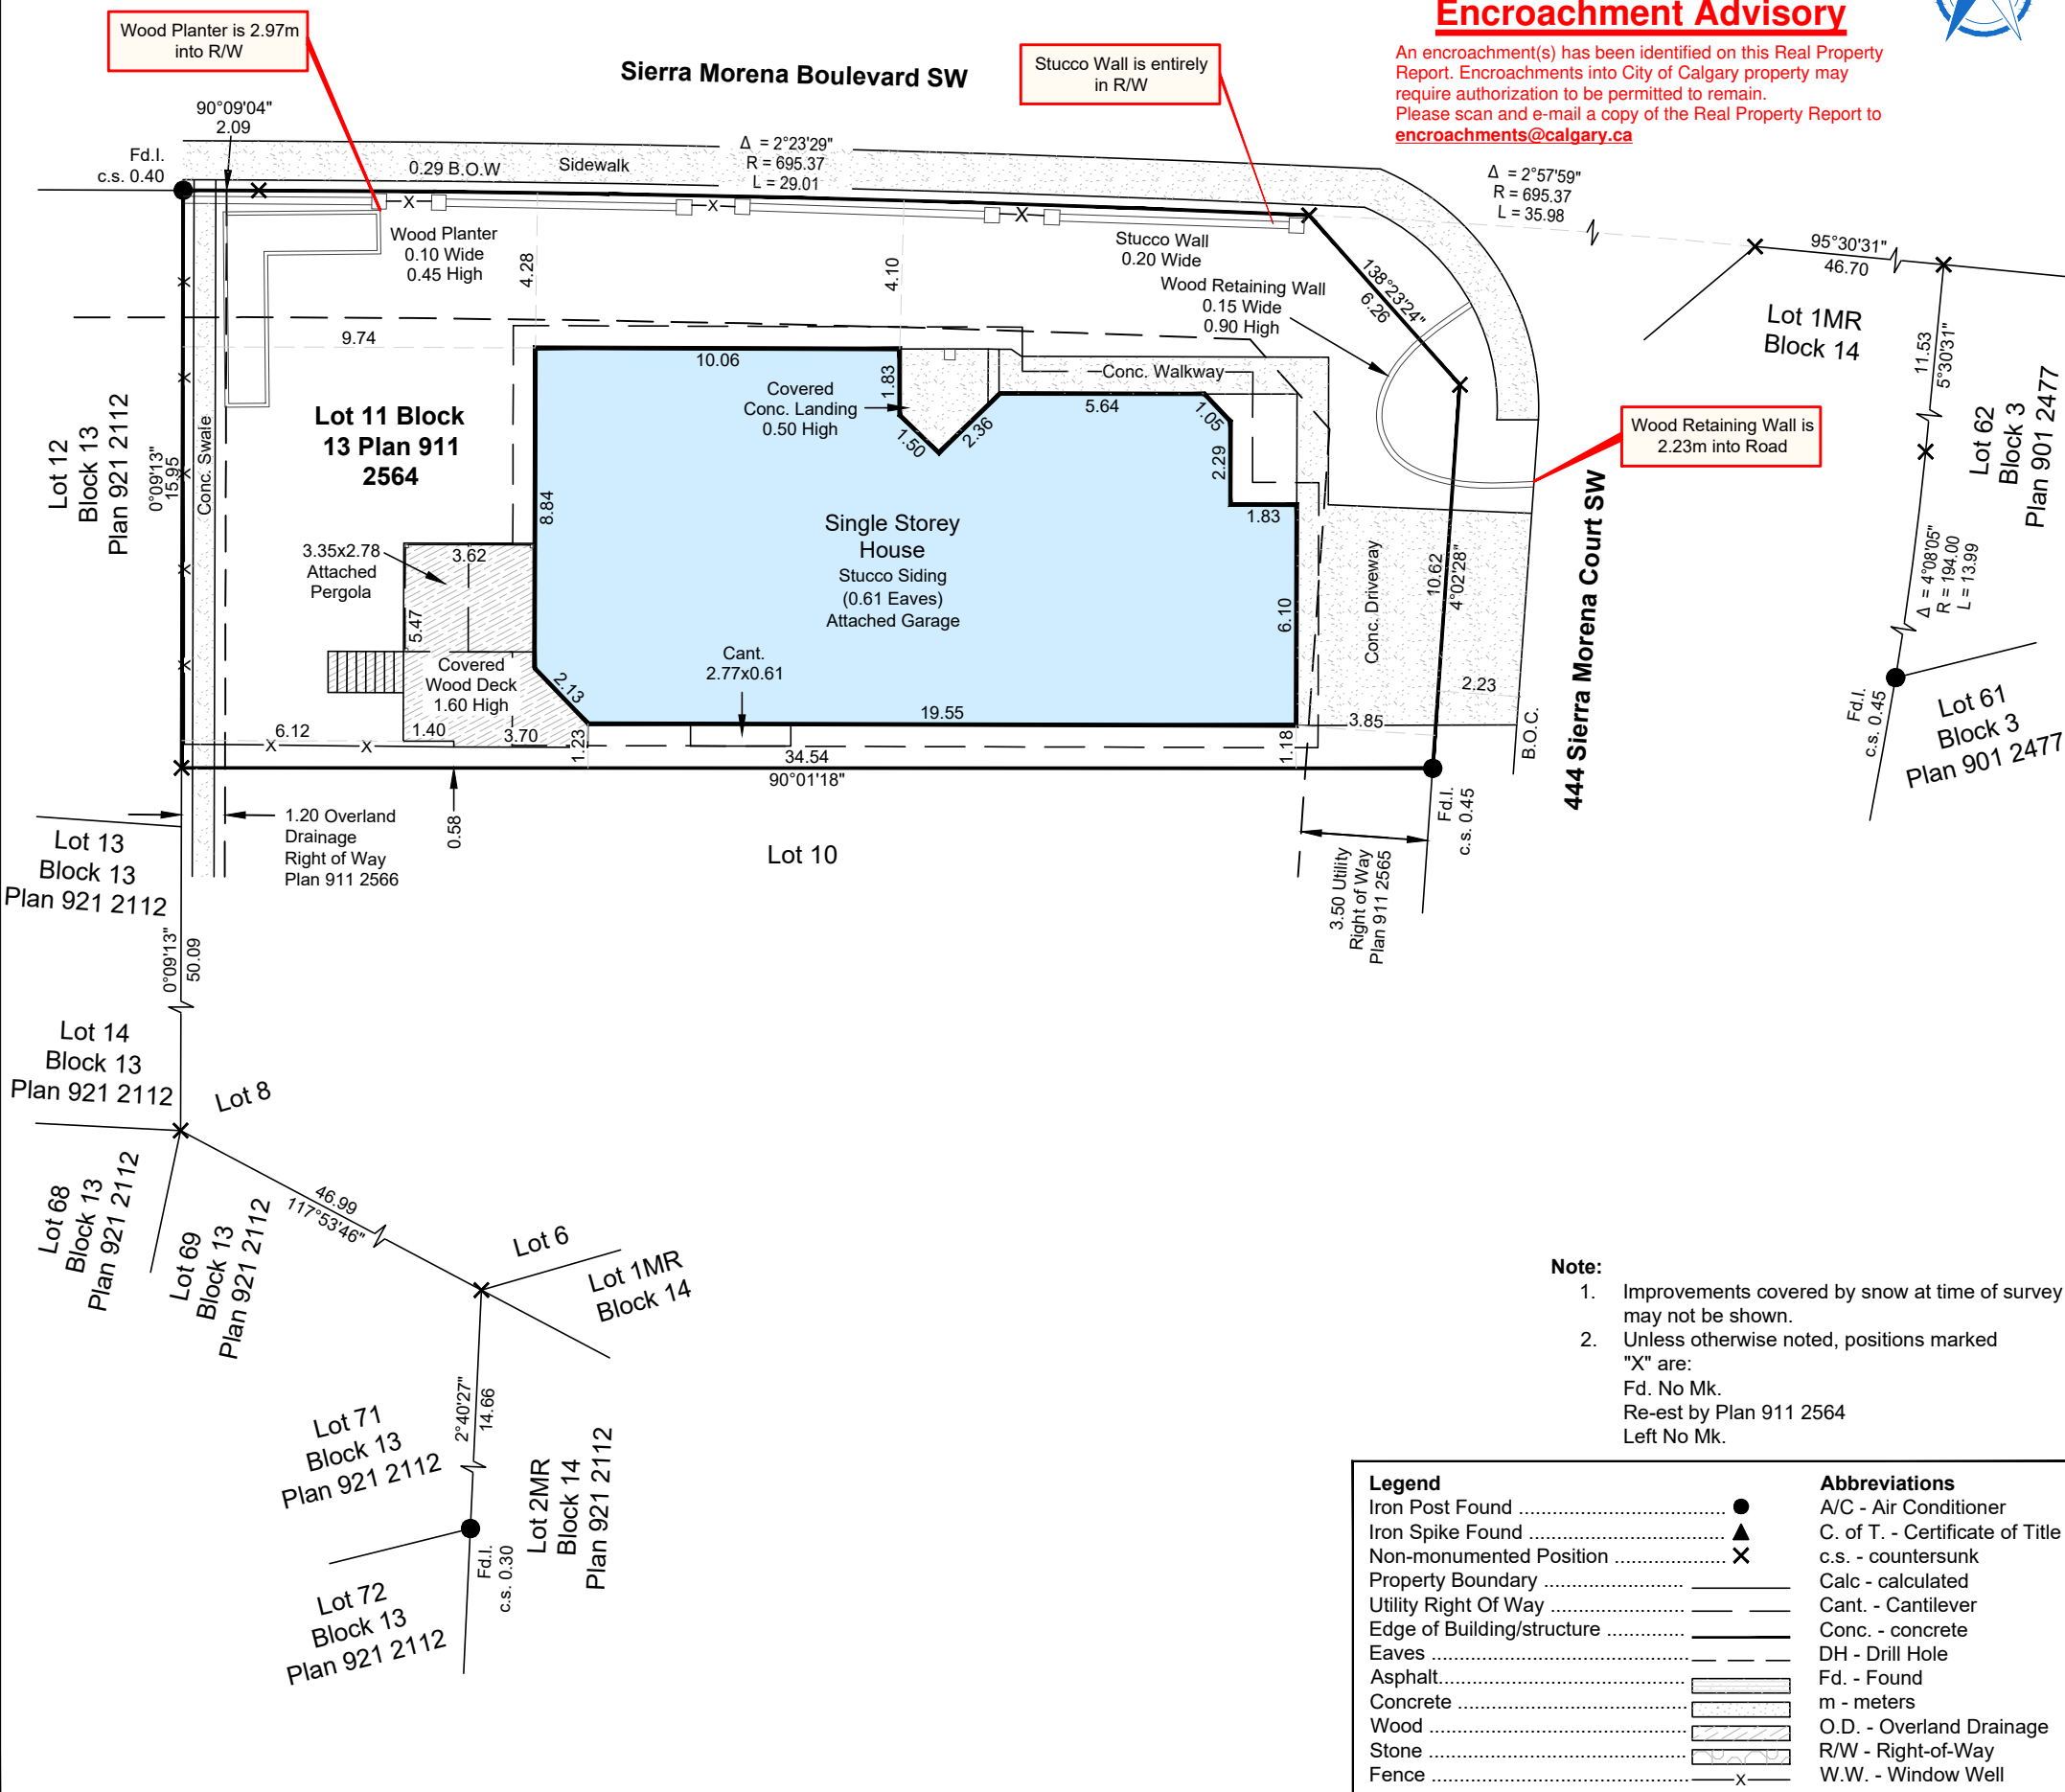 Wood Planter is 2.97m
into R/W
Sierra Morena Boulevard SW
Stucco Wall is entirely
in R/W
Encroachment Advisory
An encroachment(s) has been identified on this Real Property
Report. Encroachments into City of Calgary property may
require authorization to be permitted to remain.
Please scan and e-mail a copy of the Real Property Report to
encroachments@calgary.ca
90°09'04"
2.09
Fd.I.
c.s. 0.40
0.29 B.O.W
Sidewalk
Δ = 2°23'29"
R = 695.37
L = 29.01
Δ = 2°57'59"
R = 695.37
L = 35.98
95°30'31"
46.70
X
X
X
Wood Planter
0.10 Wide
0.45 High
4.28
4.10
Stucco Wall
0.20 Wide
Wood Retaining Wall
0.15 Wide
0.90 High
138°23'24"
6.26
Lot 1MR
Block 14
11.53
5°30'31"
Lot 62
Block 3
Plan 901 2477
9.74
10.06
1.83
Covered
Conc. Landing
0.50 High
1.50
2.36
Conc. Walkway
5.64
1.05
2.29
1.83
Wood Retaining Wall is
2.23m into Road
Lot 12
Block 13
Plan 921 2112
0°09'13"
15.95
Conc. Swale
Lot 11 Block
13 Plan 911
2564
8.84
Single Storey
House
Stucco Siding
(0.61 Eaves)
Attached Garage
6.10
Conc. Driveway
10.62
4°02'28"
444 Sierra Morena Court SW
Δ = 4°08'05"
R = 194.00
L = 13.99
3.35x2.78
Attached
Pergola
3.62
5.47
Covered
Wood Deck
1.60 High
2.13
Cant.
2.77x0.61
19.55
2.23
3.85
B.O.C.
Fd.I.
c.s. 0.45
Lot 61
Block 3
Plan 901 2477
6.12
X
X
1.40
3.70
1.23
1.18
34.54
90°01'18"
0.58
1.20 Overland
Drainage
Right of Way
Plan 911 2566
Lot 10
3.50 Utility
Right of Way
Plan 911 2565
Fd.I.
c.s. 0.45
Lot 13
Block 13
Plan 921 2112
0°09'13"
50.09
Lot 14
Block 13
Plan 921 2112
Lot 8
Lot 68
Block 13
Plan 921 2112
Lot 69
Block 13
Plan 921 2112
46.99
117°53'46"
Lot 6
Lot 1MR
Block 14
2°40'27"
14.66
Lot 71
Block 13
Plan 921 2112
Lot 2MR
Block 14
Plan 921 2112
Fd.I.
c.s. 0.30
Lot 72
Block 13
Plan 921 2112
Note:
1. Improvements covered by snow at time of survey
may not be shown.
2. Unless otherwise noted, positions marked
"X" are:
Fd. No Mk.
Re-est by Plan 911 2564
Left No Mk.
Legend
Iron Post Found
Iron Spike Found
Non-monumented Position
Property Boundary
Utility Right Of Way
Edge of Building/structure
Eaves
Asphalt
Concrete
Wood
Stone
Fence
X
Abbreviations
A/C - Air Conditioner
C. of T. - Certificate of Title
c.s. - countersunk
Calc - calculated
Cant. - Cantilever
Conc. - concrete
DH - Drill Hole
Fd. - Found
m - meters
O.D. - Overland Drainage
R/W - Right-of-Way
W.W. - Window Well